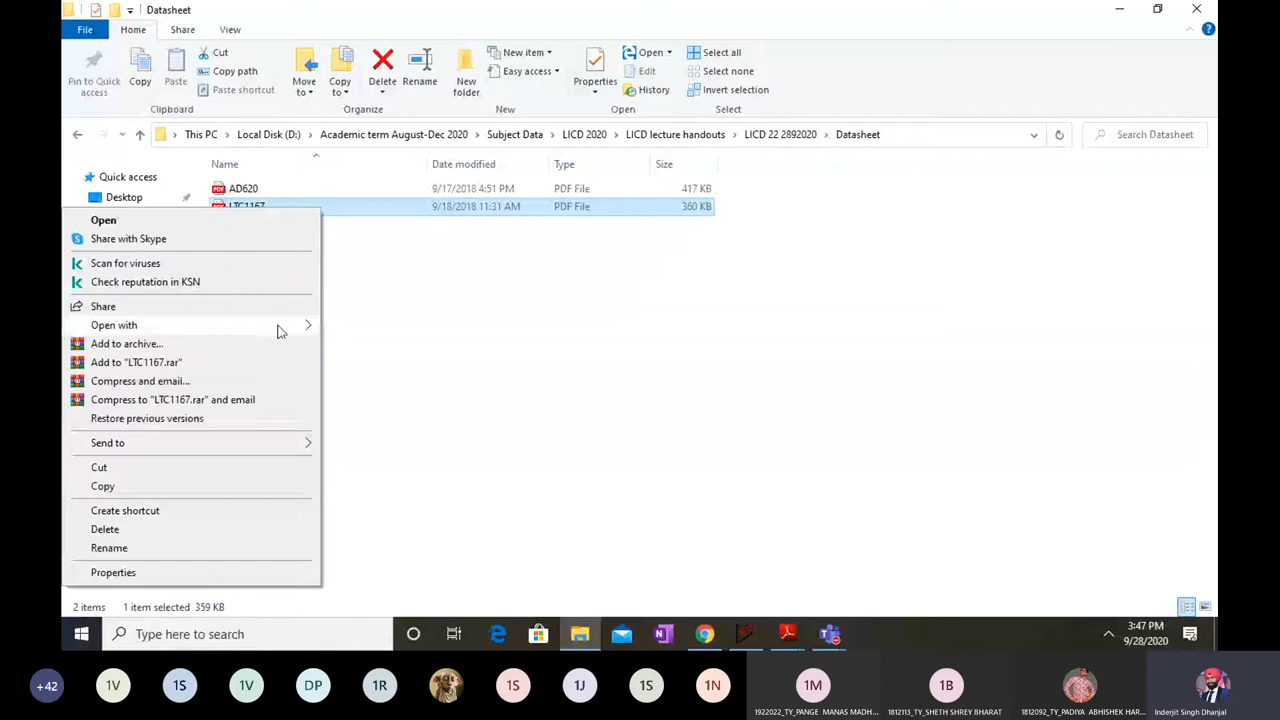 Datasheet
File Home Share View
Pin to Quick access
Copy
Paste
Cut
Copy path
Paste shortcut
Clipboard
Move to
Copy to
Delete
Rename
Organize
New folder
New item
Easy access
New
Properties
Open
Edit
History
Open
Select all
Select none
Invert selection
Select
This PC Local Disk (D:) Academic term August-Dec 2020 Subject Data LICD 2020 LICD lecture handouts LICD 22 2892020 Datasheet
Search Datasheet
Name Date modified Type Size
Quick access
Desktop
AD620 9/17/2018 4:51 PM PDF File 417 KB
LTC1167 9/18/2018 11:31 AM PDF File 360 KB
Open
Share with Skype
Scan for viruses
Check reputation in KSN
Share
Open with
Add to archive...
Add to "LTC1167.rar"
Compress and email...
Compress to "LTC1167.rar" and email
Restore previous versions
Send to
Cut
Copy
Create shortcut
Delete
Rename
Properties
2 items 1 item selected 359 KB
Type here to search
3:47 PM
9/28/2020
+42 1V 1S 1V DP 1R 1S 1J 1S 1N 1M 1B
1922022_TY_PANGE MANAS MADH... 1812113_TY_SHETH SHREY BHARAT 1812092_TY_PADIYA ABHISHEK HAR... Inderjit Singh Dhanjal